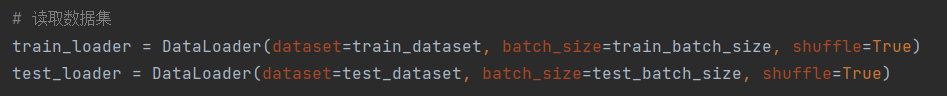 # 读取数据集
train_loader = DataLoader(dataset=train_dataset, batch_size=train_batch_size, shuffle=True)
test_loader = DataLoader(dataset=test_dataset, batch_size=test_batch_size, shuffle=True)